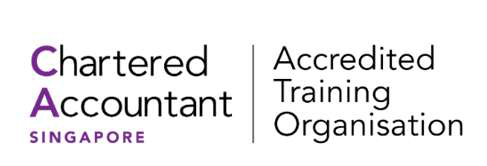 Chartered
Accountant
SINGAPORE
Accredited
Training
Organisation